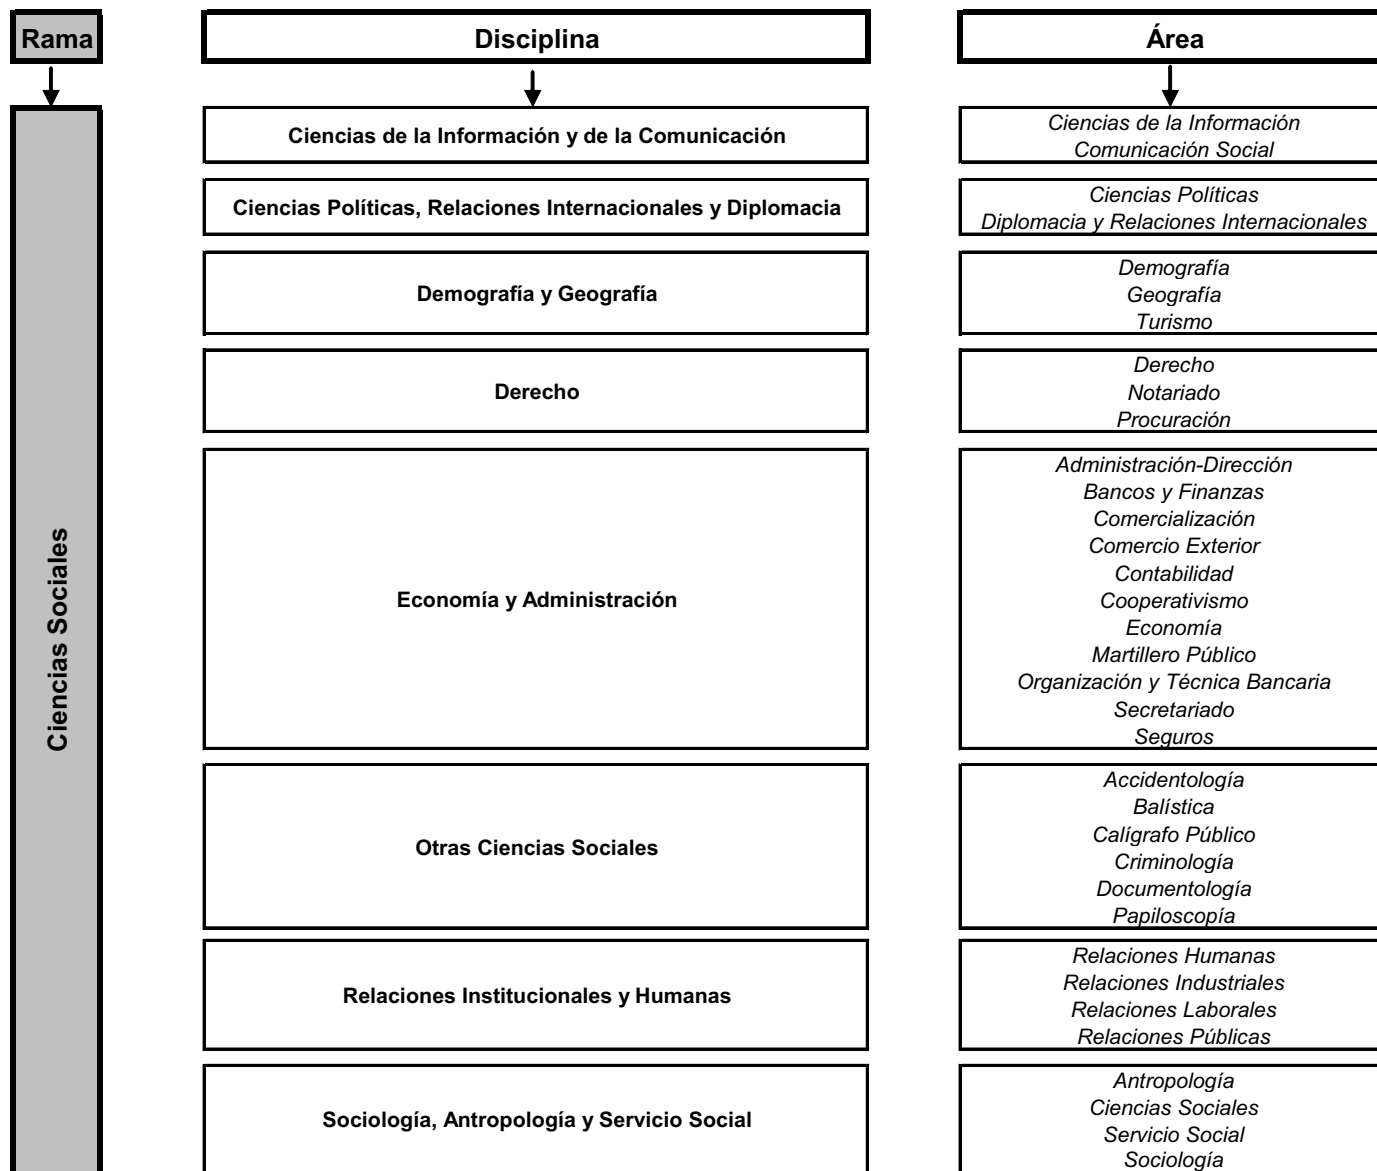 Rama
Disciplina
Área
Ciencias Sociales
Ciencias de la Información y de la Comunicación
Ciencias de la Información
Comunicación Social
Ciencias Políticas, Relaciones Internacionales y Diplomacia
Ciencias Políticas
Diplomacia y Relaciones Internacionales
Demografía y Geografía
Demografía
Geografía
Turismo
Derecho
Derecho
Notariado
Procuración
Economía y Administración
Administración-Dirección
Bancos y Finanzas
Comercialización
Comercio Exterior
Contabilidad
Cooperativismo
Economía
Martillero Público
Organización y Técnica Bancaria
Secretariado
Seguros
Otras Ciencias Sociales
Accidentología
Balística
Calígrafo Público
Criminología
Documentología
Papiloscopía
Relaciones Institucionales y Humanas
Relaciones Humanas
Relaciones Industriales
Relaciones Laborales
Relaciones Públicas
Sociología, Antropología y Servicio Social
Antropología
Ciencias Sociales
Servicio Social
Sociología